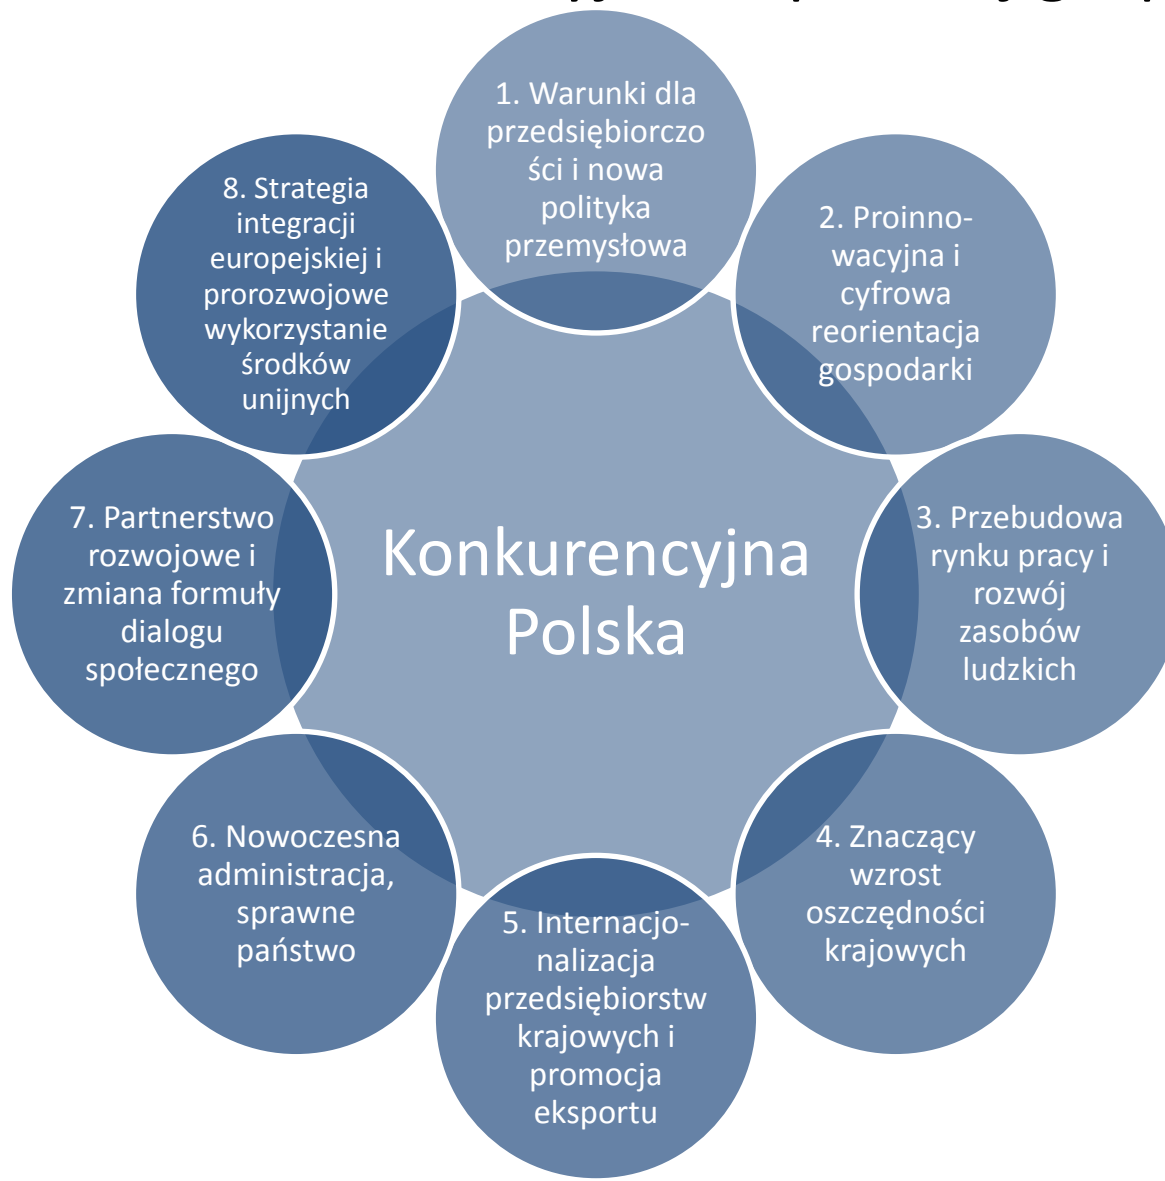 1. Warunki dla
przedsiębiorczo
ści i nowa
polityka
przemysłowa
2. Proinno-
wacyjna i
cyfrowa
reorientacja
gospodarki
3. Przebudowa
rynku pracy i
rozwój
zasobów
ludzkich
4. Znaczący
wzrost
oszczędności
krajowych
5. Internacjo-
nalizacja
przedsiębiorstw
krajowych i
promocja
eksportu
6. Nowoczesna
administracja,
sprawne
państwo
7. Partnerstwo
rozwojowe i
zmiana formuły
dialogu
społecznego
8. Strategia
integracji
europejskiej i
prorozwojowe
wykorzystanie
środków
unijnych
Konkurencyjna
Polska